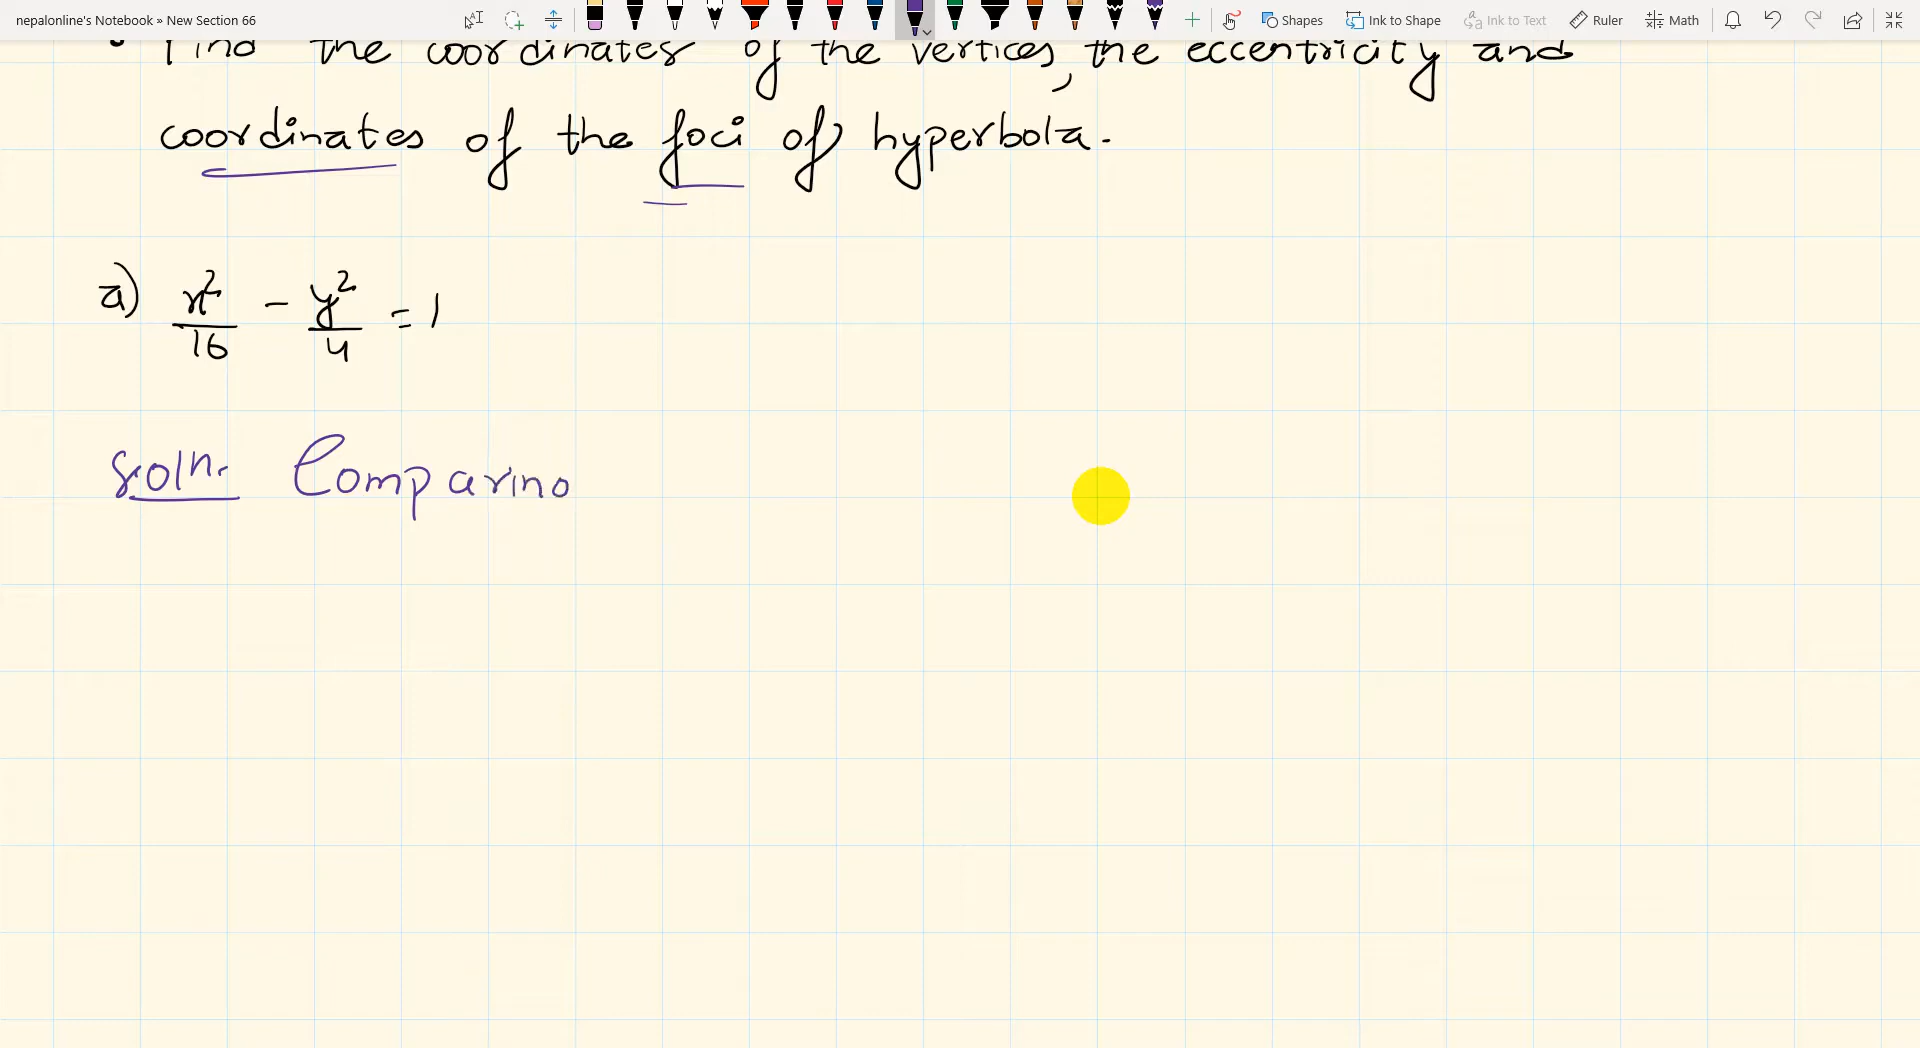 nepalonline's Notebook » New Section 66
Shapes
Ink to Shape
Ink to Text
Ruler
Math
Find the coordinates of the vertices, the eccentricity and
coordinates of the foci of hyperbola.
a) x²/16 - y²/4 = 1
soln. Comparino